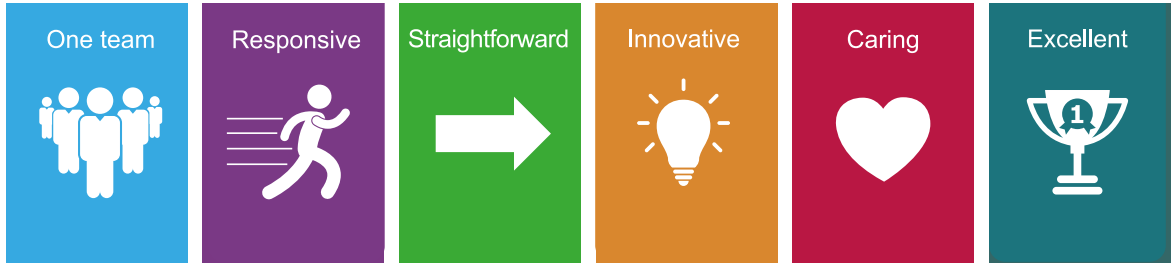 One team
Responsive
Straightforward
Innovative
Caring
Excellent
1